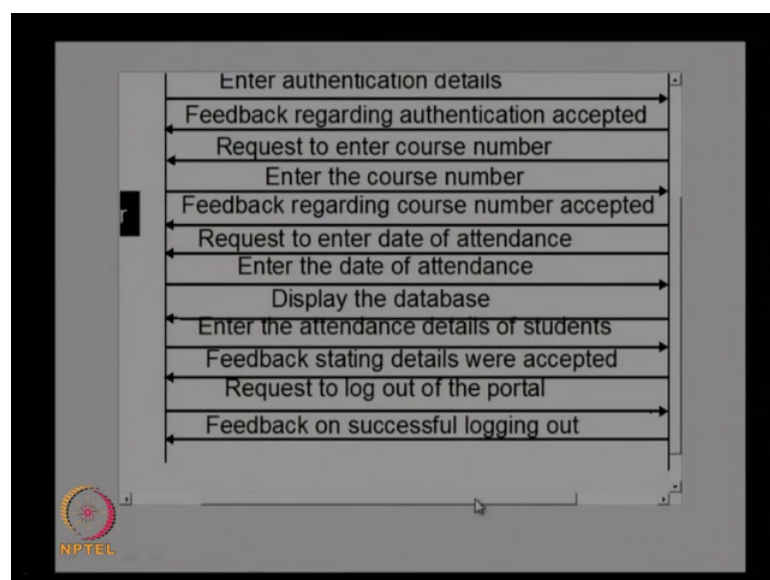 Enter authentication details
Feedback regarding authentication accepted
Request to enter course number
Enter the course number
Feedback regarding course number accepted
r
Request to enter date of attendance
Enter the date of attendance
Display the database
Enter the attendance details of students
Feedback stating details were accepted
Request to log out of the portal
Feedback on successful logging out
NPTEL